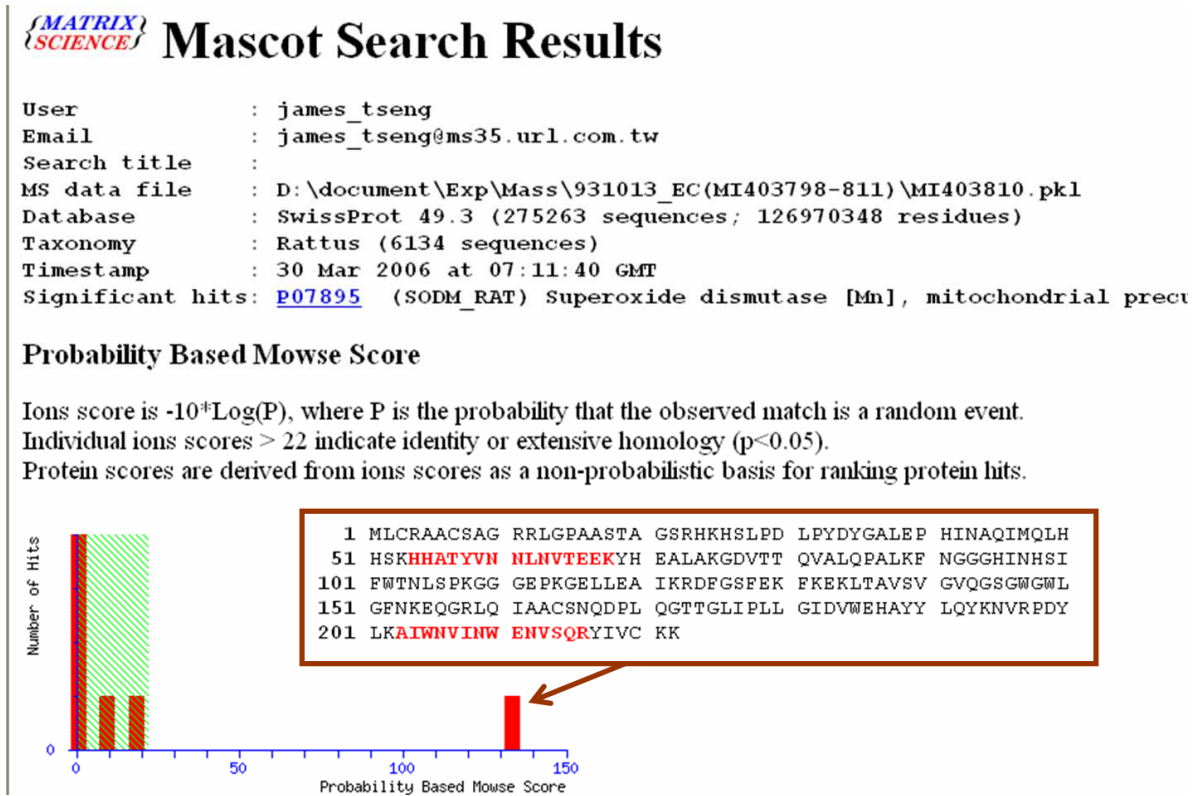 {MATRIX
SCIENCE} Mascot Search Results
User : james_tseng
Email : james_tseng@ms35.url.com.tw
Search title :
MS data file : D:\document\Exp\Mass\931013_EC(MI403798-811)\MI403810.pkl
Database : SwissProt 49.3 (275263 sequences; 126970348 residues)
Taxonomy : Rattus (6134 sequences)
Timestamp : 30 Mar 2006 at 07:11:40 GMT
Significant hits: P07895 (SODM_RAT) Superoxide dismutase [Mn], mitochondrial precu
Probability Based Mowse Score
Ions score is -10*Log(P), where P is the probability that the observed match is a random event.
Individual ions scores > 22 indicate identity or extensive homology (p<0.05).
Protein scores are derived from ions scores as a non-probabilistic basis for ranking protein hits.
1 MLCRAACSAG RRLGPAASTA GSRHKHSLPD LPYDYGALEP HINAQIMQLH
51 HSKHHATYVN NLNVTEEKYH EALAKGDVTT QVALQPALKF NGGGHINHSI
101 FWTNLSPKGG GEPKGELLEA IKRDFGSFEK FKEKLTAVSV GVQGSGWGWL
151 GFNKEQGRLQ IAACSNQDPL QGTTGLIPLL GIDVWEHAYY LQYKNVRPDY
201 LKAIWNVINW ENVSQRYIVC KK
Number of Hits
0
0 50 100 150
Probability Based Mowse Score